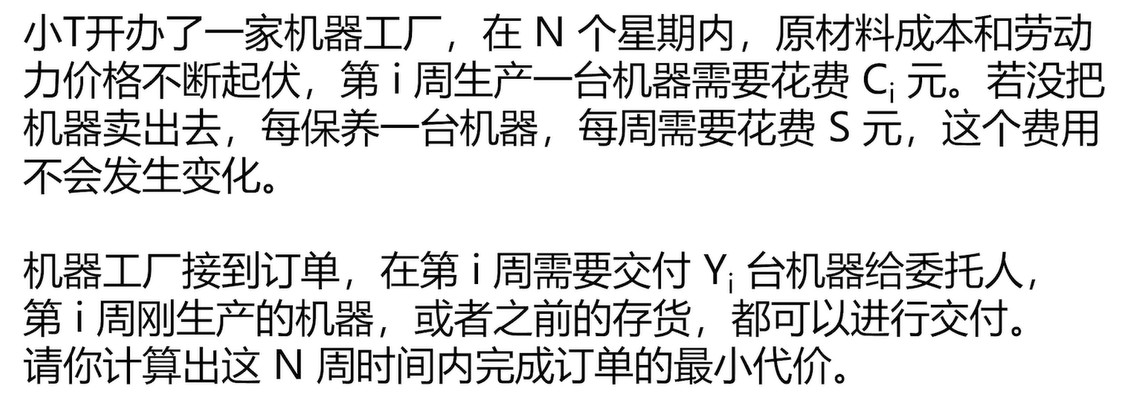 小T开办了一家机器工厂，在 N 个星期内，原材料成本和劳动
力价格不断起伏，第 i 周生产一台机器需要花费 Cᵢ 元。若没把
机器卖出去，每保养一台机器，每周需要花费 S 元，这个费用
不会发生变化。
机器工厂接到订单，在第 i 周需要交付 Yᵢ 台机器给委托人，
第 i 周刚生产的机器，或者之前的存货，都可以进行交付。
请你计算出这 N 周时间内完成订单的最小代价。